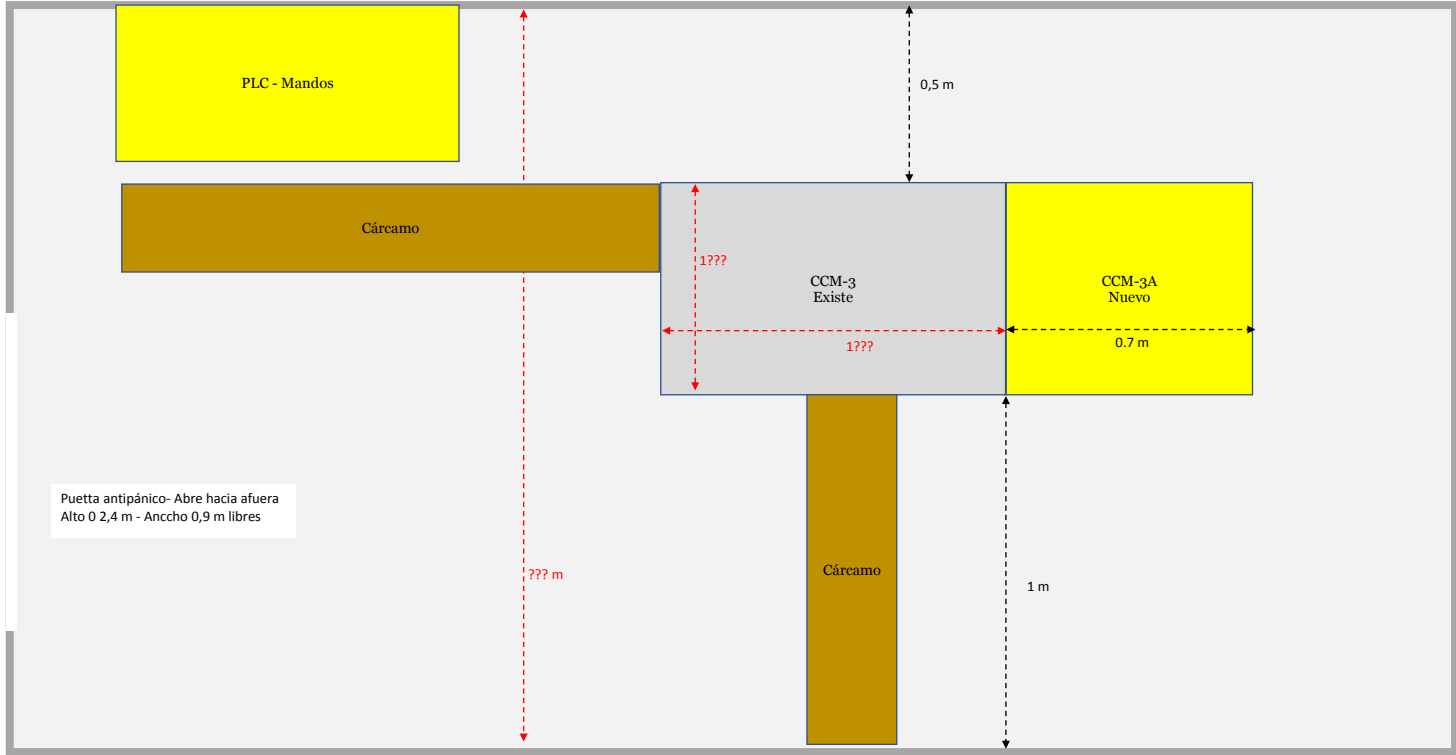 PLC - Mandos
0,5 m
Cárcamo
1???
CCM-3
Existe
CCM-3A
Nuevo
1???
0.7 m
Puetta antipánico- Abre hacia afuera
Alto 0 2,4 m - Anccho 0,9 m libres
??? m
Cárcamo
1 m